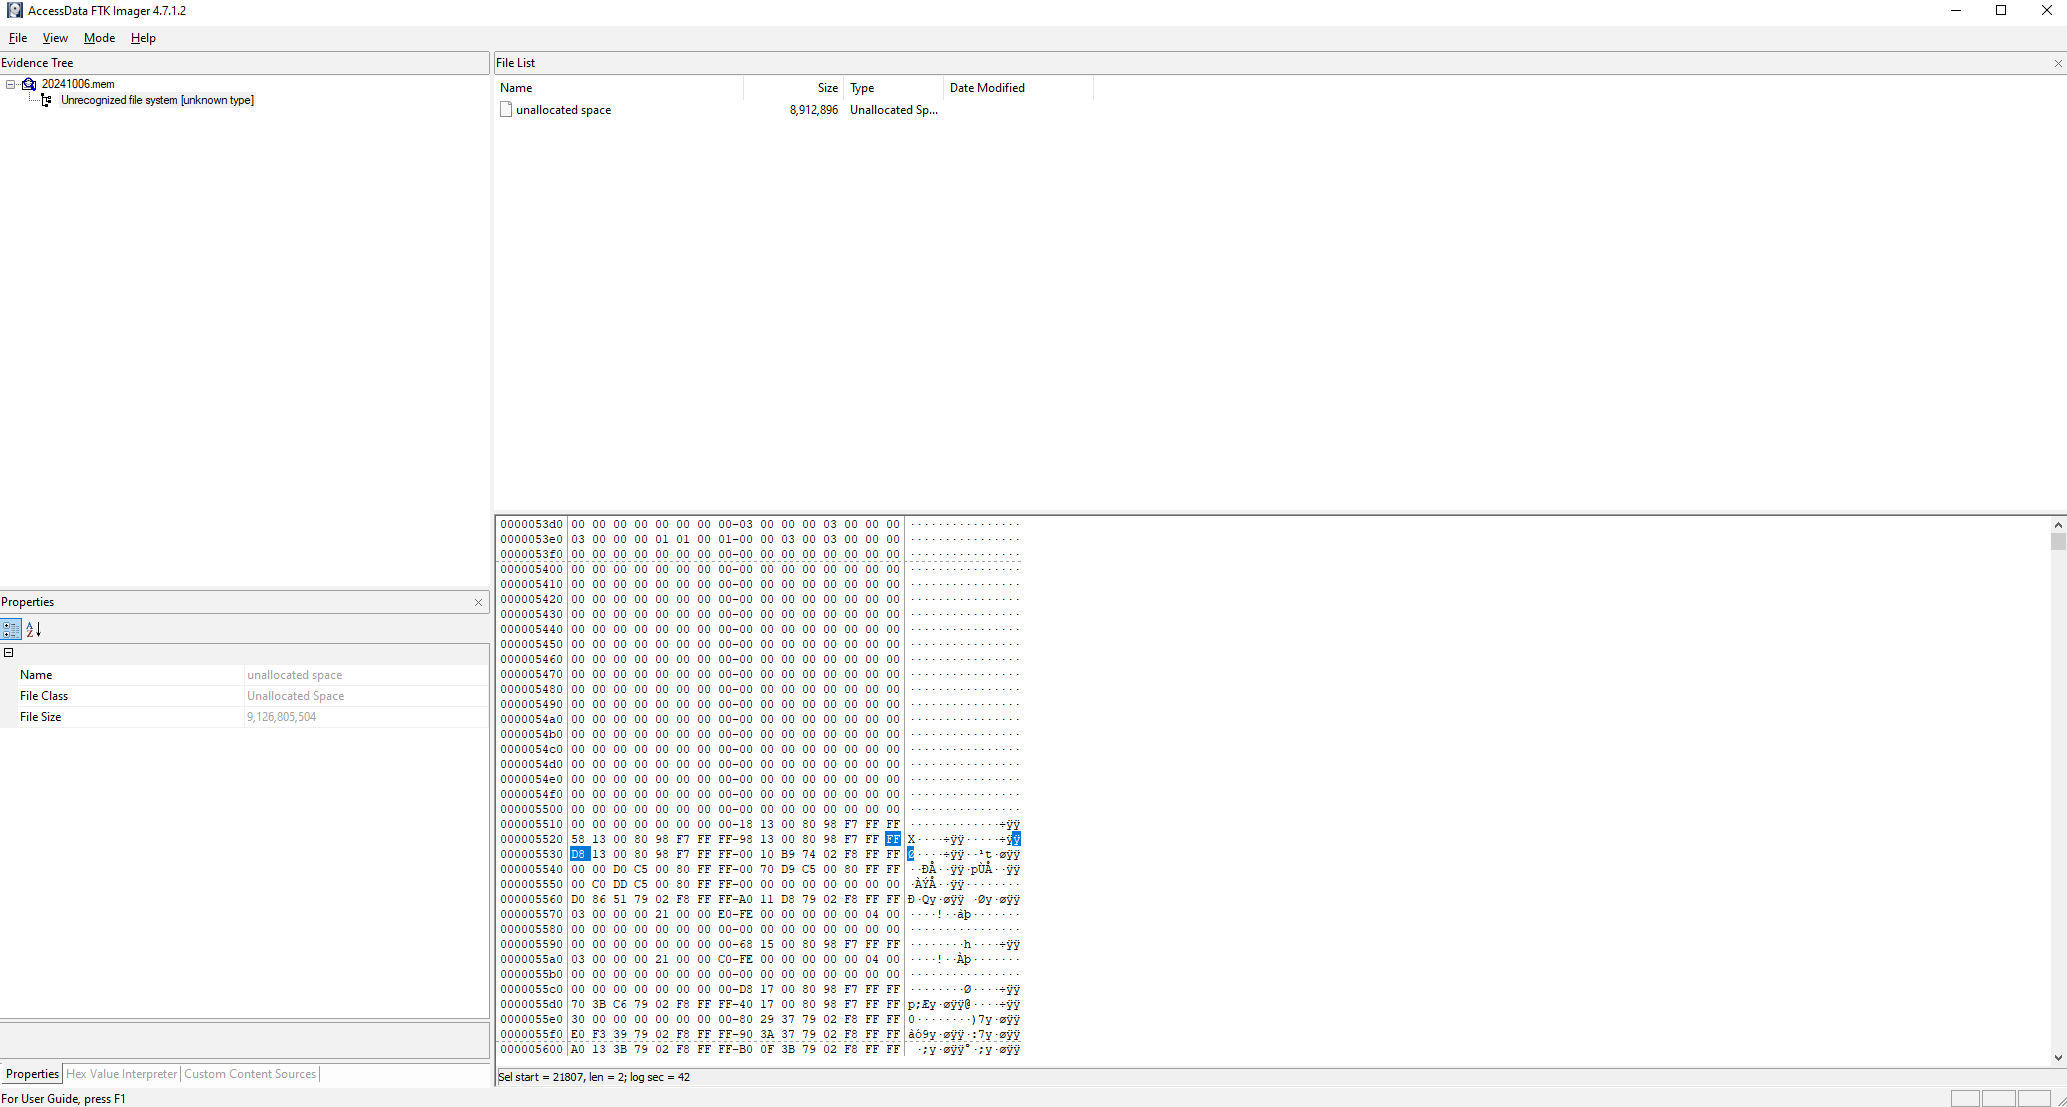 AccessData FTK Imager 4.7.1.2
File View Mode Help
Evidence Tree
20241006.mem
Unrecognized file system [unknown type]
File List
Name Size Type Date Modified
unallocated space 8,912,896 Unallocated Sp...
Properties
Name unallocated space
File Class Unallocated Space
File Size 9,126,805,504
Properties Hex Value Interpreter Custom Content Sources
0000053d0 00 00 00 00 00 00 00 00-03 00 00 00 03 00 00 00 ················
0000053e0 03 00 00 00 01 01 00 01-00 00 03 00 03 00 00 00 ················
0000053f0 00 00 00 00 00 00 00 00-00 00 00 00 00 00 00 00 ················
000005400 00 00 00 00 00 00 00 00-00 00 00 00 00 00 00 00 ················
000005410 00 00 00 00 00 00 00 00-00 00 00 00 00 00 00 00 ················
000005420 00 00 00 00 00 00 00 00-00 00 00 00 00 00 00 00 ················
000005430 00 00 00 00 00 00 00 00-00 00 00 00 00 00 00 00 ················
000005440 00 00 00 00 00 00 00 00-00 00 00 00 00 00 00 00 ················
000005450 00 00 00 00 00 00 00 00-00 00 00 00 00 00 00 00 ················
000005460 00 00 00 00 00 00 00 00-00 00 00 00 00 00 00 00 ················
000005470 00 00 00 00 00 00 00 00-00 00 00 00 00 00 00 00 ················
000005480 00 00 00 00 00 00 00 00-00 00 00 00 00 00 00 00 ················
000005490 00 00 00 00 00 00 00 00-00 00 00 00 00 00 00 00 ················
0000054a0 00 00 00 00 00 00 00 00-00 00 00 00 00 00 00 00 ················
0000054b0 00 00 00 00 00 00 00 00-00 00 00 00 00 00 00 00 ················
0000054c0 00 00 00 00 00 00 00 00-00 00 00 00 00 00 00 00 ················
0000054d0 00 00 00 00 00 00 00 00-00 00 00 00 00 00 00 00 ················
0000054e0 00 00 00 00 00 00 00 00-00 00 00 00 00 00 00 00 ················
0000054f0 00 00 00 00 00 00 00 00-00 00 00 00 00 00 00 00 ················
000005500 00 00 00 00 00 00 00 00-00 00 00 00 00 00 00 00 ················
000005510 00 00 00 00 00 00 00 00-18 13 00 80 98 F7 FF FF ·············÷ÿÿ
000005520 58 13 00 80 98 F7 FF FF-98 13 00 80 98 F7 FF FF X····÷ÿÿ·····÷ÿÿ
000005530 D8 13 00 80 98 F7 FF FF-00 10 B9 74 02 F8 FF FF Ø····÷ÿÿ··¹t·øÿÿ
000005540 00 00 D0 C5 00 80 FF FF-00 70 D9 C5 00 80 FF FF ··ÐÅ··ÿÿ·pÙÅ··ÿÿ
000005550 00 C0 DD C5 00 80 FF FF-00 00 00 00 00 00 00 00 ·ÀÝÅ··ÿÿ········
000005560 D0 86 51 79 02 F8 FF FF-A0 11 D8 79 02 F8 FF FF Ð·Qy·øÿÿ ·Øy·øÿÿ
000005570 03 00 00 00 21 00 00 E0-FE 00 00 00 00 00 04 00 ····!··àþ·······
000005580 00 00 00 00 00 00 00 00-00 00 00 00 00 00 00 00 ················
000005590 00 00 00 00 00 00 00 00-68 15 00 80 98 F7 FF FF ········h····÷ÿÿ
0000055a0 03 00 00 00 21 00 00 C0-FE 00 00 00 00 00 04 00 ····!··Àþ·······
0000055b0 00 00 00 00 00 00 00 00-00 00 00 00 00 00 00 00 ················
0000055c0 00 00 00 00 00 00 00 00-D8 17 00 80 98 F7 FF FF ········Ø····÷ÿÿ
0000055d0 70 3B C6 79 02 F8 FF FF-40 17 00 80 98 F7 FF FF p;Æy·øÿÿ@····÷ÿÿ
0000055e0 30 00 00 00 00 00 00 00-80 29 37 79 02 F8 FF FF 0········)7y·øÿÿ
0000055f0 E0 F3 39 79 02 F8 FF FF-90 3A 37 79 02 F8 FF FF àó9y·øÿÿ·:7y·øÿÿ
000005600 A0 13 3B 79 02 F8 FF FF-B0 0F 3B 79 02 F8 FF FF  ·;y·øÿÿ°·;y·øÿÿ
Sel start = 21807, len = 2; log sec = 42
For User Guide, press F1